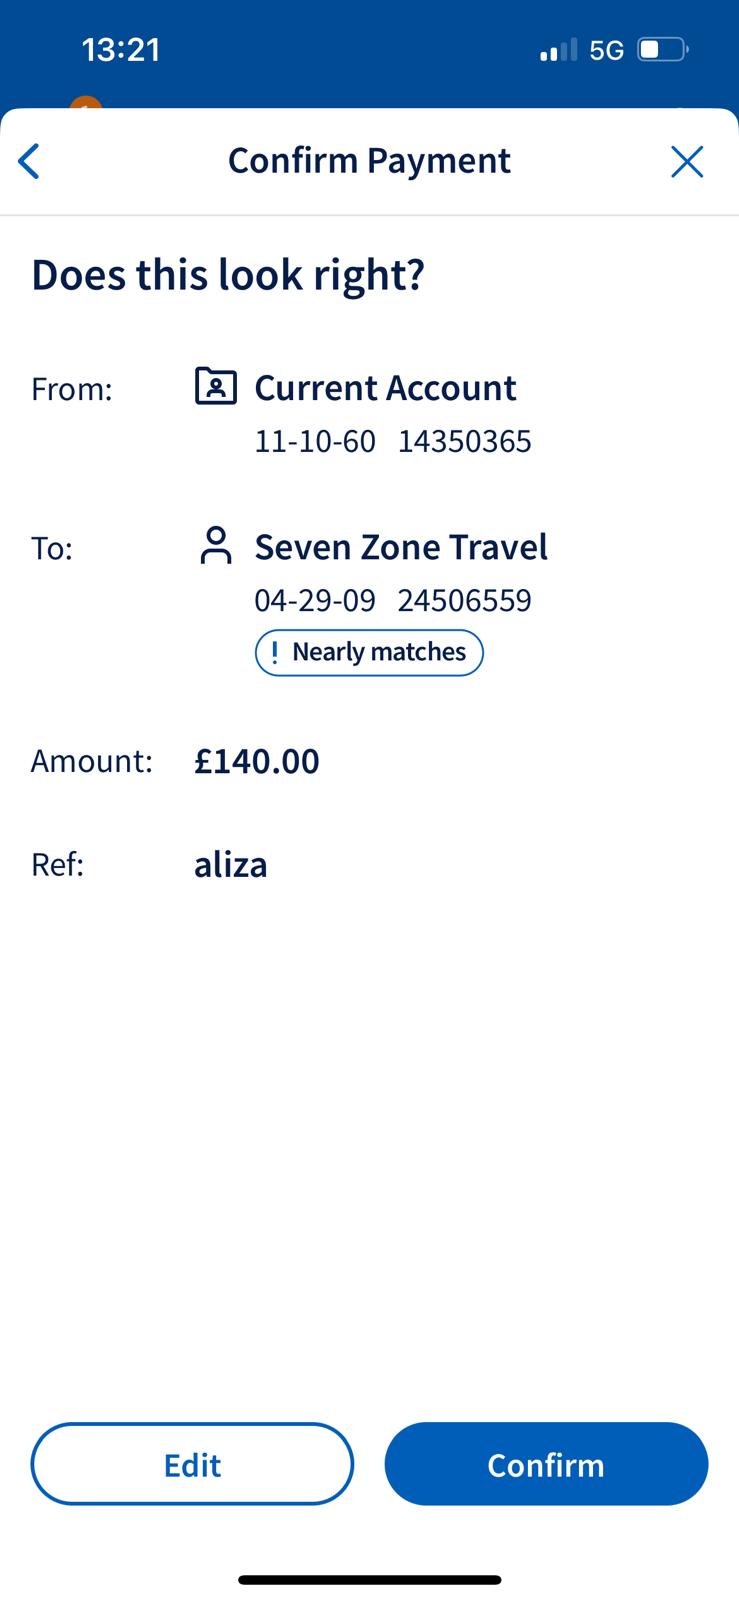 13:21 5G
Confirm Payment
Does this look right?
From: Current Account
11-10-60 14350365
To: Seven Zone Travel
04-29-09 24506559
! Nearly matches
Amount: £140.00
Ref: aliza
Edit Confirm